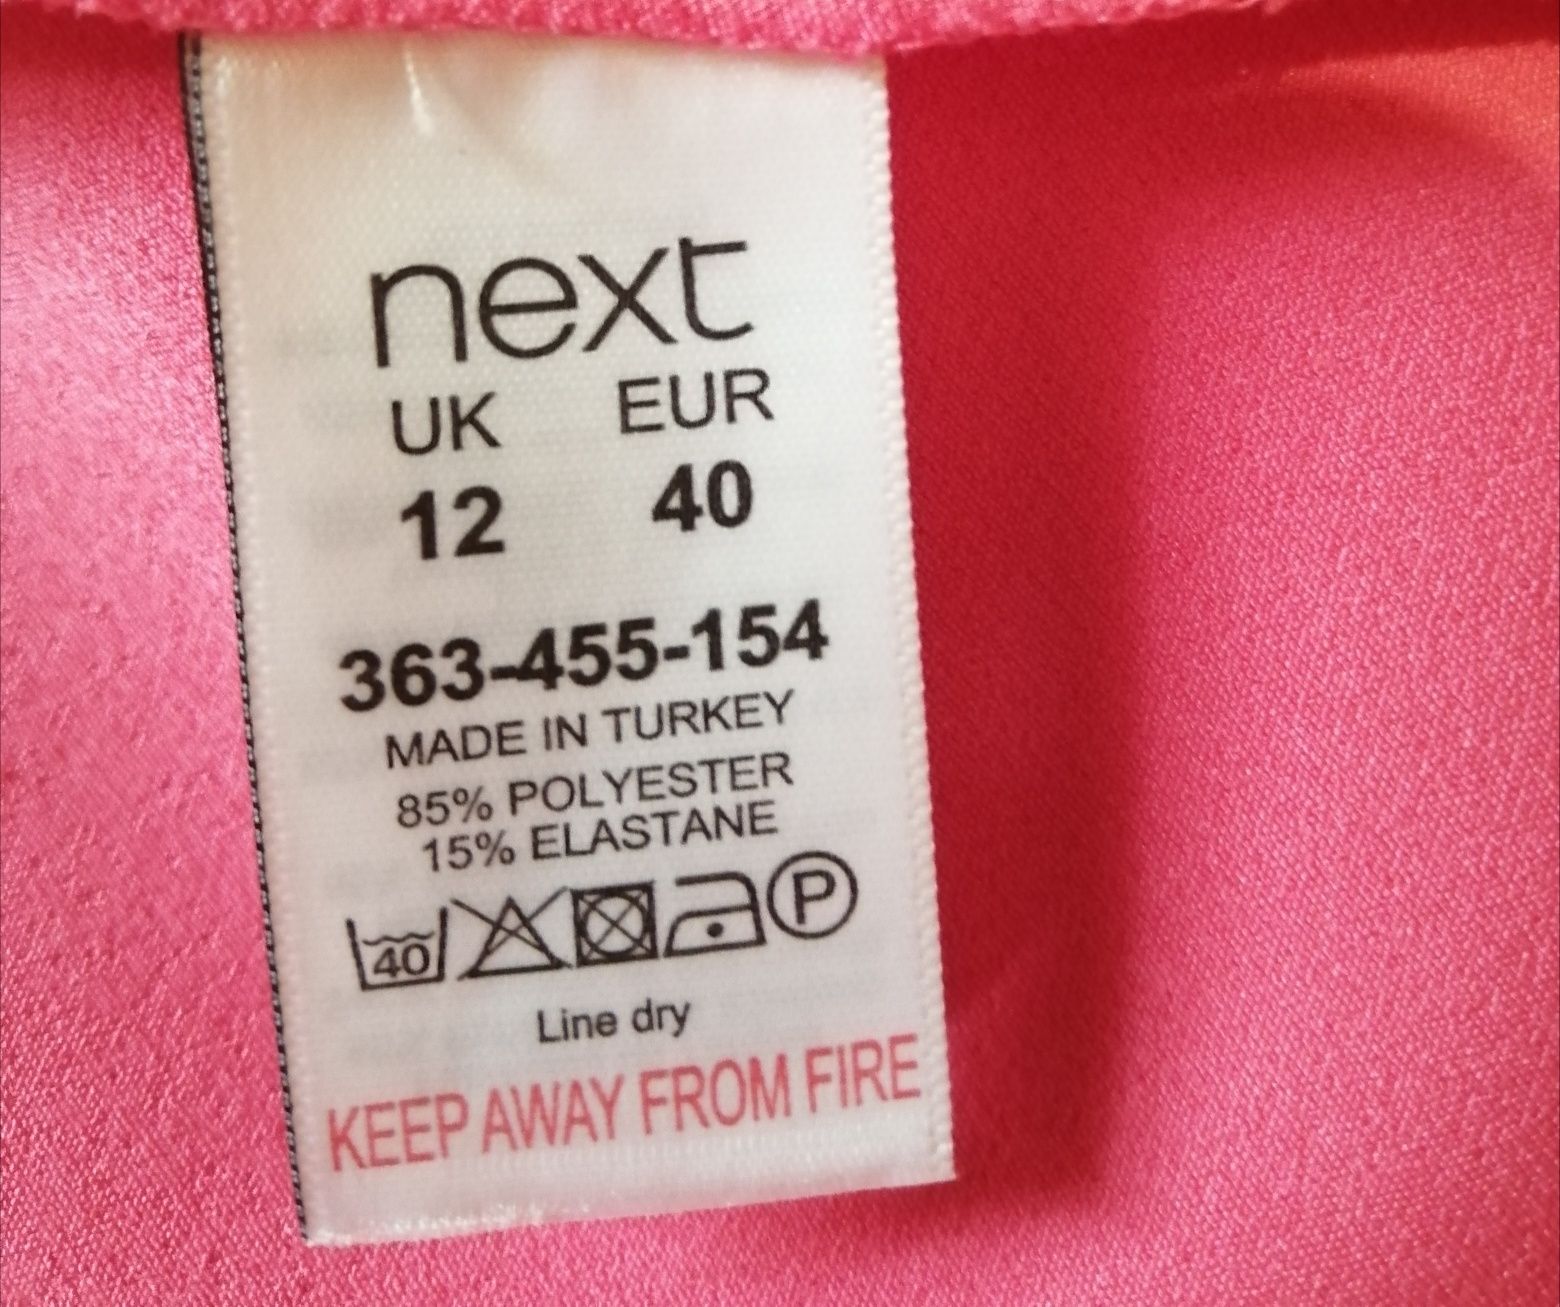 next
UK EUR
12 40
363-455-154
MADE IN TURKEY
85% POLYESTER
15% ELASTANE
40 P
Line dry
KEEP AWAY FROM FIRE